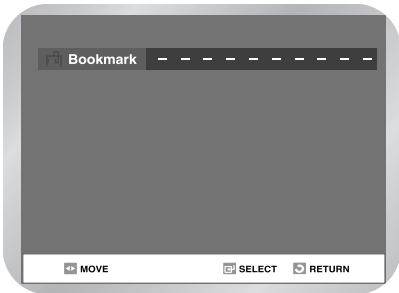 Bookmark – – – – – – – – – –
MOVE SELECT RETURN